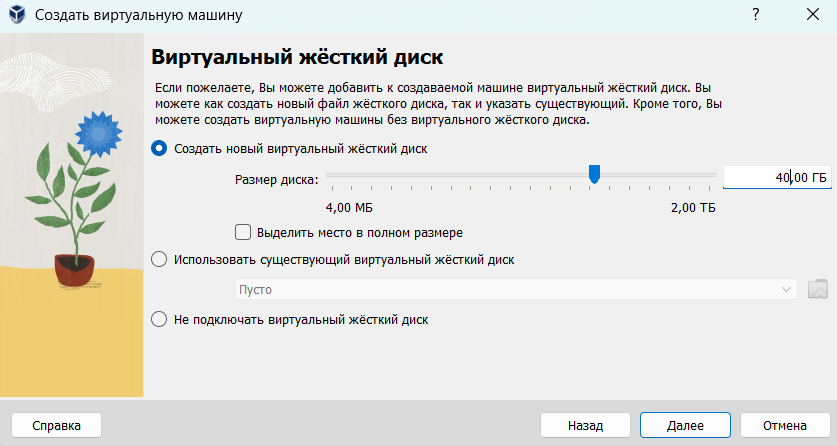 Создать виртуальную машину
?
Виртуальный жёсткий диск
Если пожелаете, Вы можете добавить к создаваемой машине виртуальный жёсткий диск. Вы
можете как создать новый файл жёсткого диска, так и указать существующий. Кроме того, Вы
можете создать виртуальную машины без виртуального жёсткого диска.
Создать новый виртуальный жёсткий диск
Размер диска:
40,00 ГБ
4,00 МБ
2,00 ТБ
Выделить место в полном размере
Использовать существующий виртуальный жёсткий диск
Пусто
Не подключать виртуальный жёсткий диск
Справка
Назад
Далее
Отмена